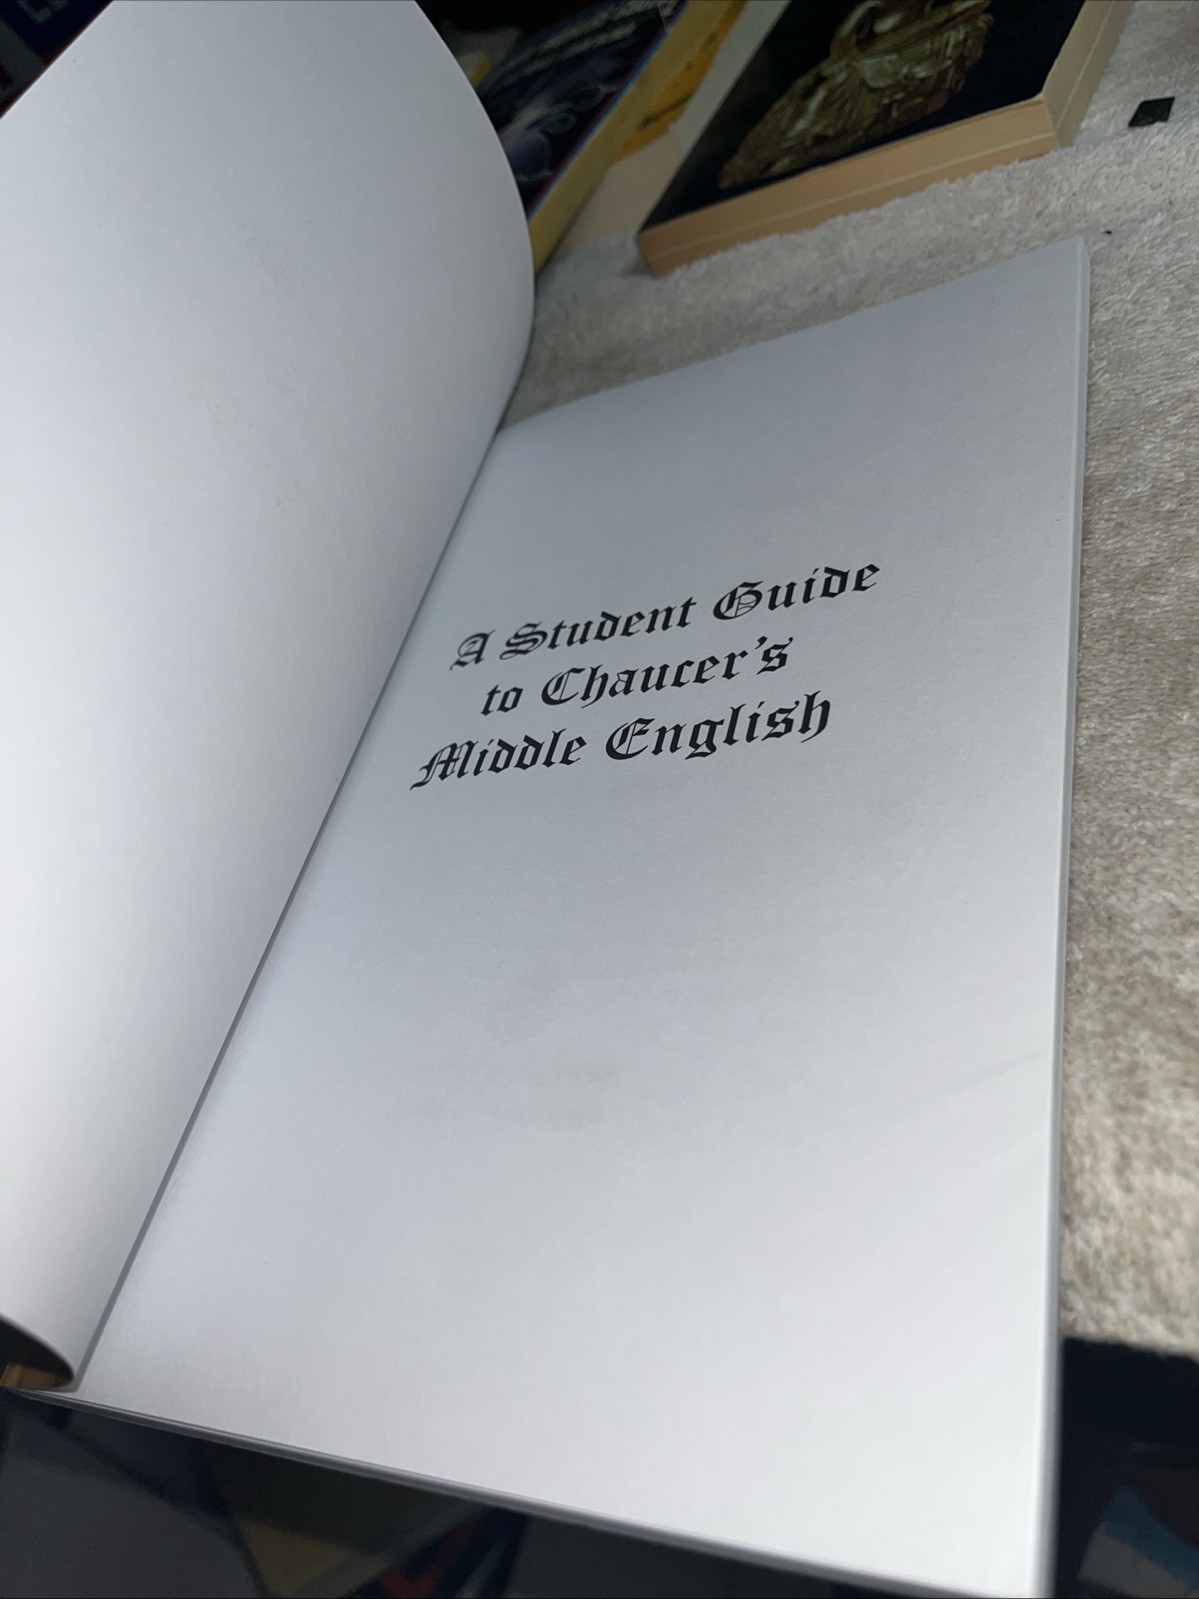 A Student Guide
to Chaucer's
Middle English